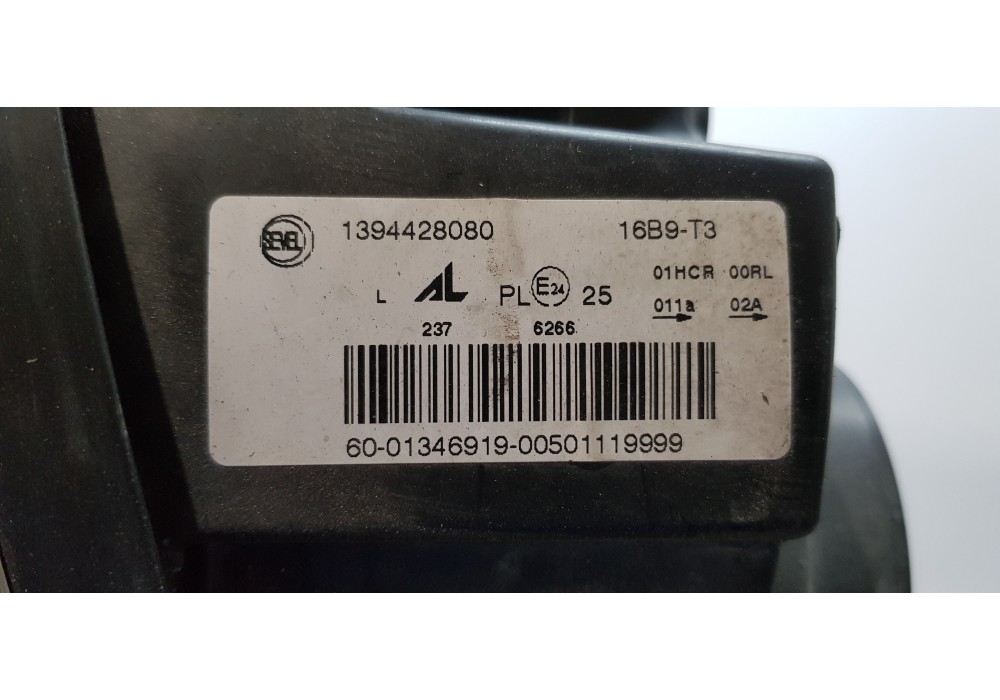 SEVEL 1394428080 16B9-T3
01HCR 00RL
L AL PL E24 25
011a 02A
237 6266
60-01346919-00501119999